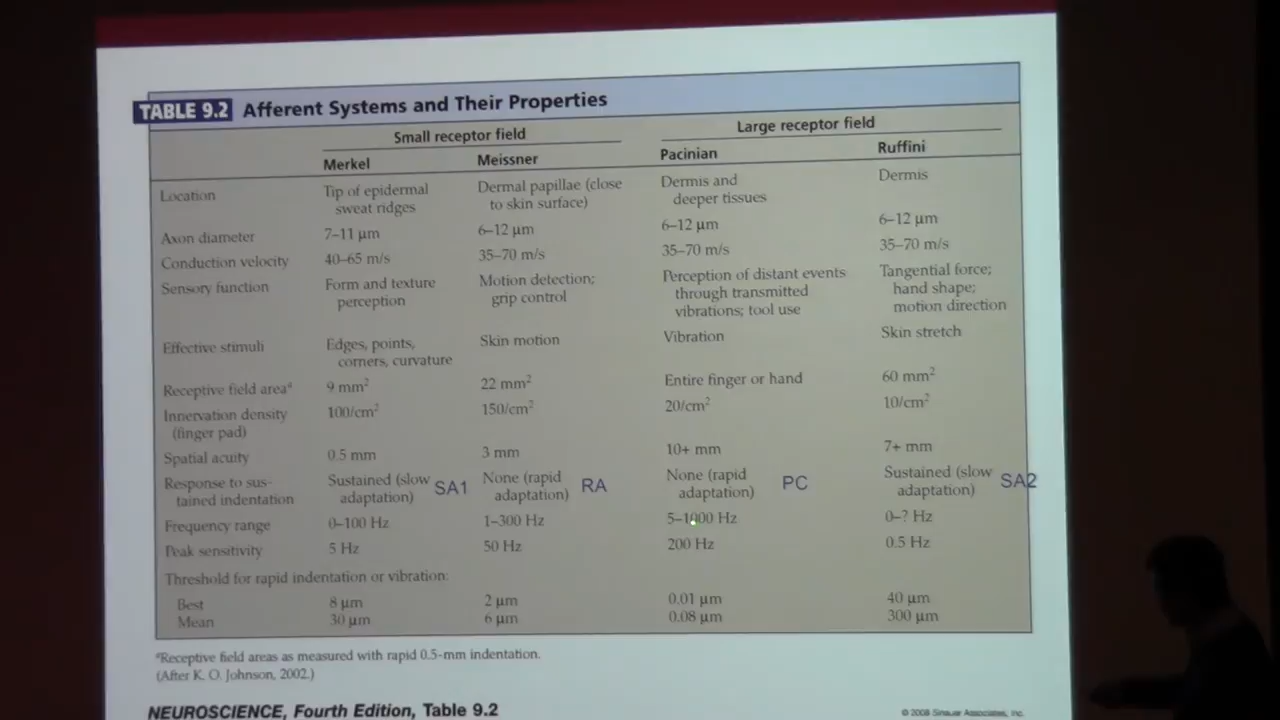 TABLE 9.2 Afferent Systems and Their Properties
Small receptor field Large receptor field
Merkel Meissner Pacinian Ruffini
Location Tip of epidermal Dermal papillae (close Dermis and Dermis
sweat ridges to skin surface) deeper tissues
Axon diameter 7–11 μm 6–12 μm 6–12 μm 6–12 μm
Conduction velocity 40–65 m/s 35–70 m/s 35–70 m/s 35–70 m/s
Sensory function Form and texture Motion detection; Perception of distant events Tangential force;
perception grip control through transmitted hand shape;
vibrations; tool use motion direction
Effective stimuli Edges, points, Skin motion Vibration Skin stretch
corners, curvature
Receptive field areaᵃ 9 mm² 22 mm² Entire finger or hand 60 mm²
Innervation density 100/cm² 150/cm² 20/cm² 10/cm²
(finger pad)
Spatial acuity 0.5 mm 3 mm 10+ mm 7+ mm
Response to sus- Sustained (slow SA1 None (rapid RA None (rapid PC Sustained (slow SA2
tained indentation adaptation) adaptation) adaptation) adaptation)
Frequency range 0–100 Hz 1–300 Hz 5–1000 Hz 0–? Hz
Peak sensitivity 5 Hz 50 Hz 200 Hz 0.5 Hz
Threshold for rapid indentation or vibration:
Best 8 μm 2 μm 0.01 μm 40 μm
Mean 30 μm 6 μm 0.08 μm 300 μm
ᵃReceptive field areas as measured with rapid 0.5-mm indentation.
(After K. O. Johnson, 2002.)
NEUROSCIENCE, Fourth Edition, Table 9.2
© 2008 Sinauer Associates, Inc.